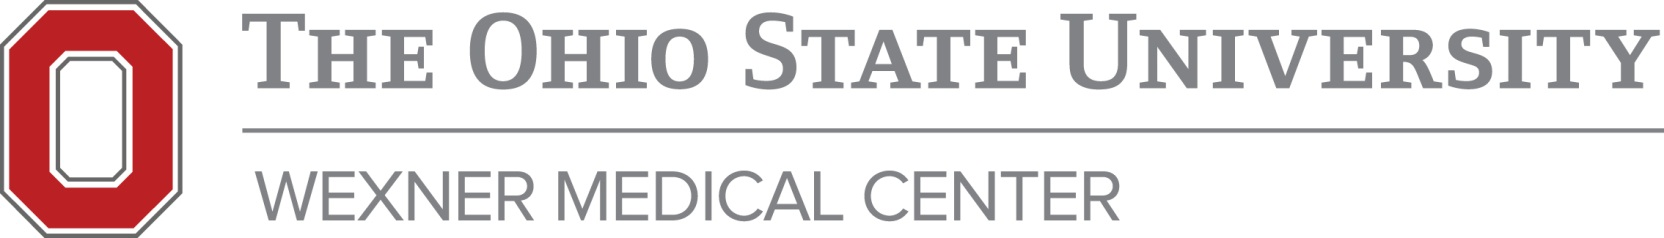 O
THE OHIO STATE UNIVERSITY
WEXNER MEDICAL CENTER